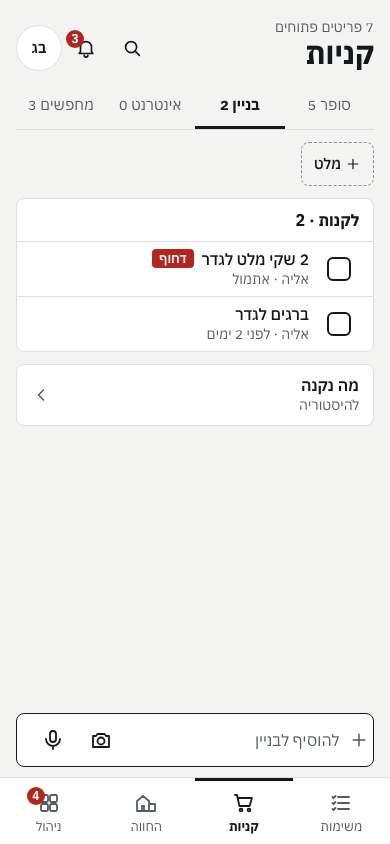 7 פריטים פתוחים
קניות
3
בג
סופר 5
בניין 2
אינטרנט 0
מחפשים 3
+ מלט
לקנות · 2
2 שקי מלט לגדר דחוף
אליה · אתמול
ברגים לגדר
אליה · לפני 2 ימים
מה נקנה
להיסטוריה
+ להוסיף לבניין
משימות
קניות
החווה
4
ניהול